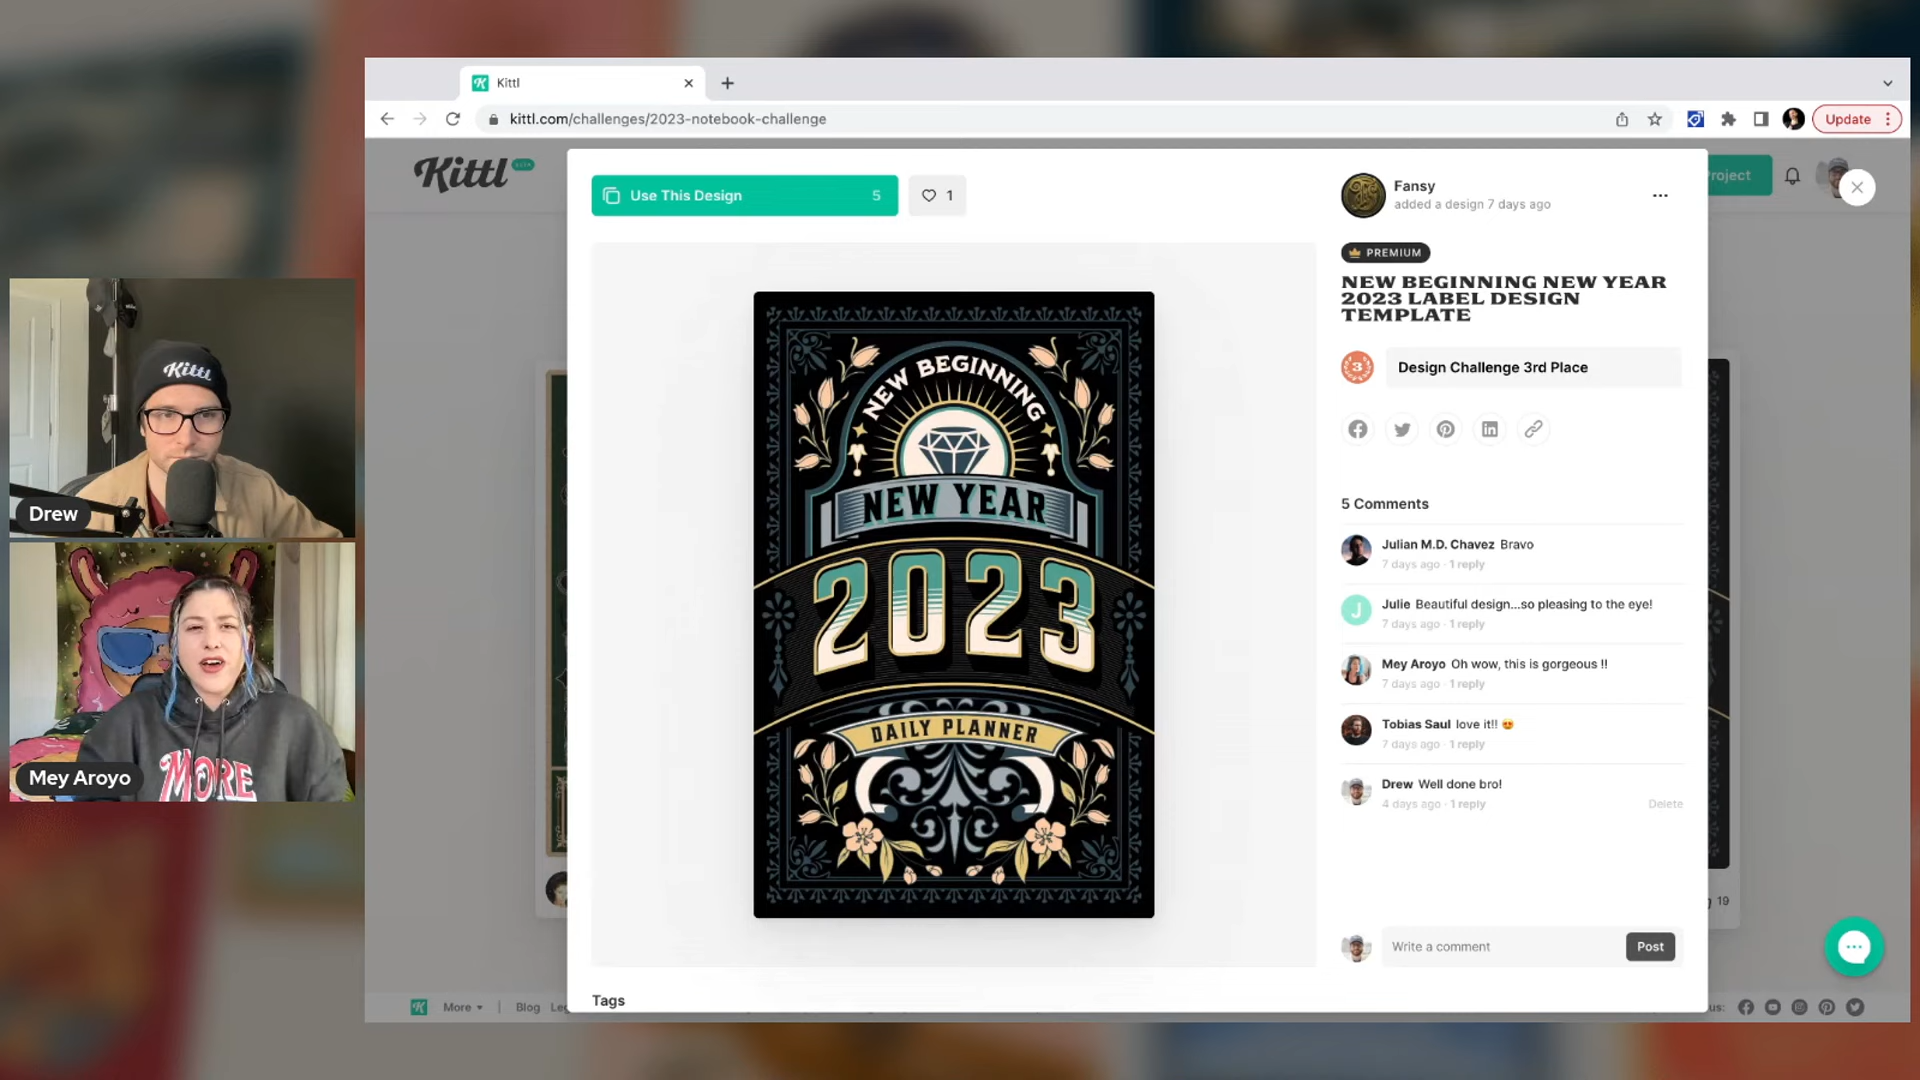 Kittl
kittl.com/challenges/2023-notebook-challenge
Update
Kittl
BETA
Project
Use This Design 5
1
Fansy
added a design 7 days ago
PREMIUM
NEW BEGINNING NEW YEAR
2023 LABEL DESIGN
TEMPLATE
3
Design Challenge 3rd Place
NEW BEGINNING
NEW YEAR
2023
DAILY PLANNER
5 Comments
Julian M.D. Chavez Bravo
7 days ago · 1 reply
J
Julie Beautiful design...so pleasing to the eye!
7 days ago · 1 reply
Mey Aroyo Oh wow, this is gorgeous !!
7 days ago · 1 reply
Tobias Saul love it!! 😍
7 days ago · 1 reply
Drew Well done bro!
4 days ago · 1 reply
Delete
Write a comment
Post
Tags
19
More
Blog
us:
Kittl
Drew
MORE
Mey Aroyo